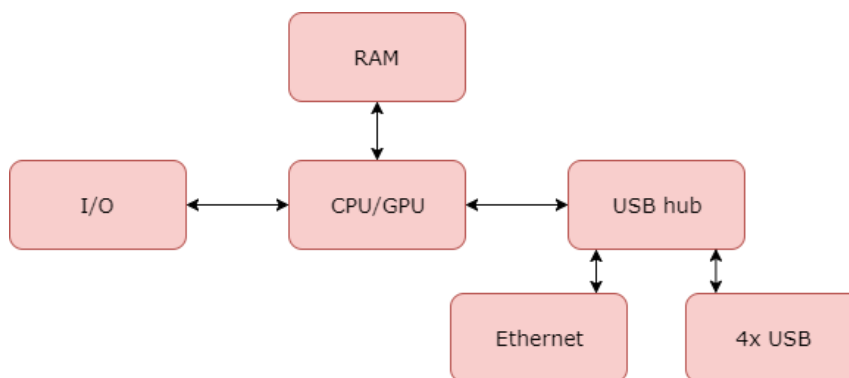 RAM
I/O
CPU/GPU
USB hub
Ethernet
4x USB